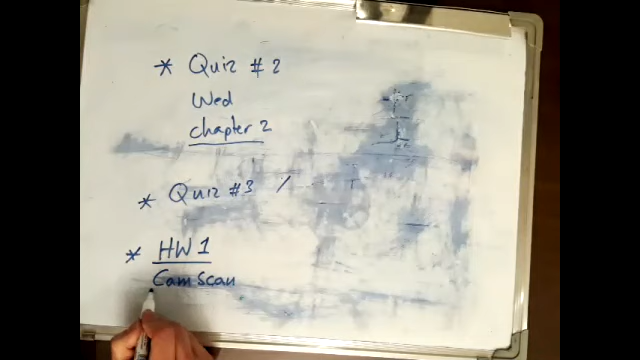 * Quiz #2
Wed
chapter 2
* Quiz #3 /
* HW 1
Cam Scan